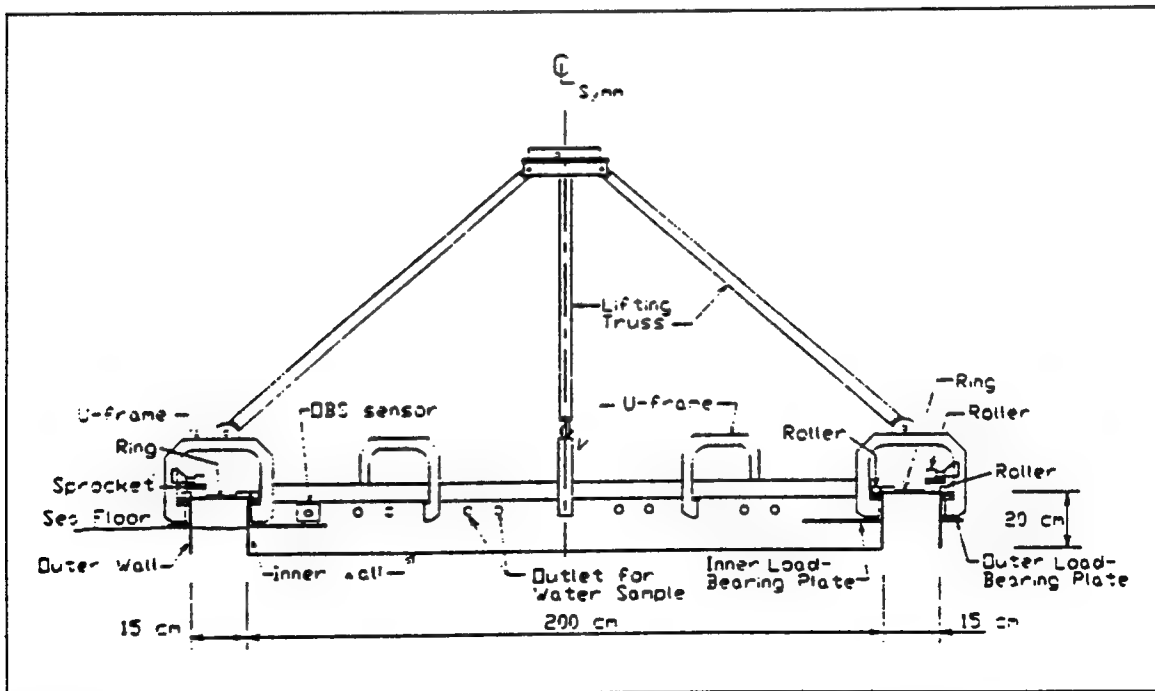 ℄
Symm
Lifting
Truss
Ring
Roller
U-frame
OBS sensor
U-frame
Ring
Roller
Sprocket
Roller
Sea Floor
20 cm
Outer Wall
Inner wall
Outlet for
Water Sample
Inner Load-
Bearing Plate
Outer Load-
Bearing Plate
15 cm
200 cm
15 cm